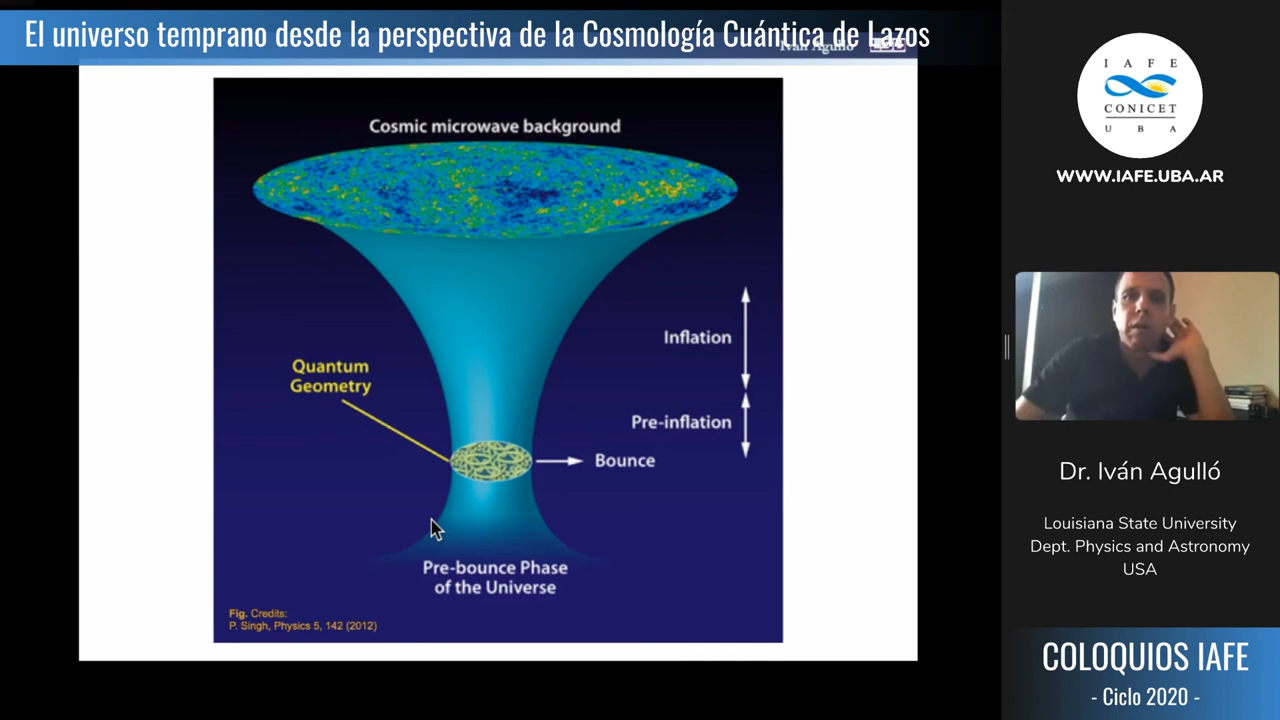 El universo temprano desde la perspectiva de la Cosmología Cuántica de Lazos
Iván Agulló
Cosmic microwave background
Inflation
Quantum
Geometry
Pre-inflation
Bounce
Pre-bounce Phase
of the Universe
Fig. Credits:
P. Singh, Physics 5, 142 (2012)
I A F E
CONICET
U B A
WWW.IAFE.UBA.AR
Dr. Iván Agulló
Louisiana State University
Dept. Physics and Astronomy
USA
COLOQUIOS IAFE
- Ciclo 2020 -